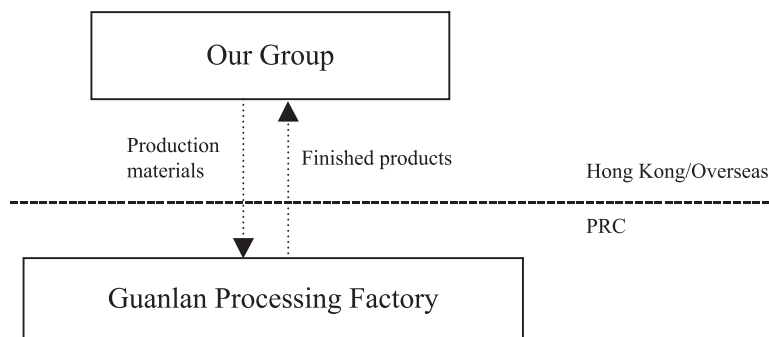 Our Group
Production
materials
Finished products
Hong Kong/Overseas
PRC
Guanlan Processing Factory